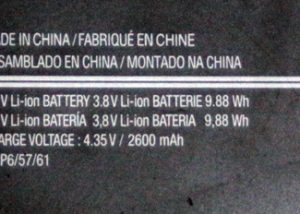 ADE IN CHINA / FABRIQUÉ EN CHINE
SAMBLADO EN CHINA / MONTADO NA CHINA
V Li-ion BATTERY 3.8 V Li-ion BATTERIE 9.88 Wh
V Li-ion BATERÍA 3,8 V Li-ion BATERIA 9,88 Wh
ARGE VOLTAGE : 4.35 V / 2600 mAh
P6/57/61